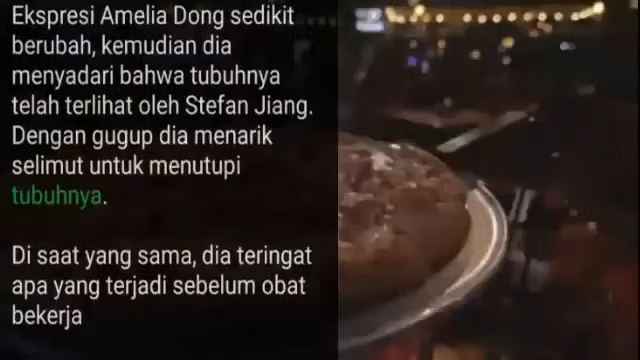 Ekspresi Amelia Dong sedikit
berubah, kemudian dia
menyadari bahwa tubuhnya
telah terlihat oleh Stefan Jiang.
Dengan gugup dia menarik
selimut untuk menutupi
tubuhnya.
Di saat yang sama, dia teringat
apa yang terjadi sebelum obat
bekerja